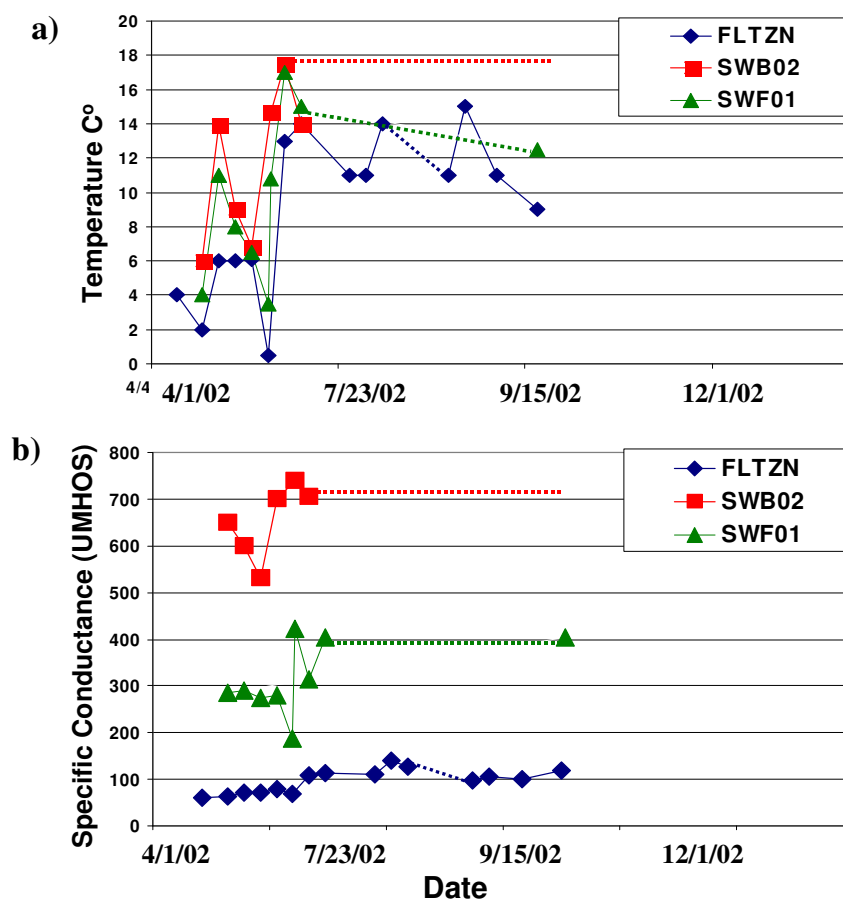 a)
Temperature Cº
20
18
16
14
12
10
8
6
4
2
0
FLTZN
SWB02
SWF01
4/4
4/1/02 7/23/02 9/15/02 12/1/02
b)
Specific Conductance (UMHOS)
800
700
600
500
400
300
200
100
0
FLTZN
SWB02
SWF01
4/1/02 7/23/02 9/15/02 12/1/02
Date